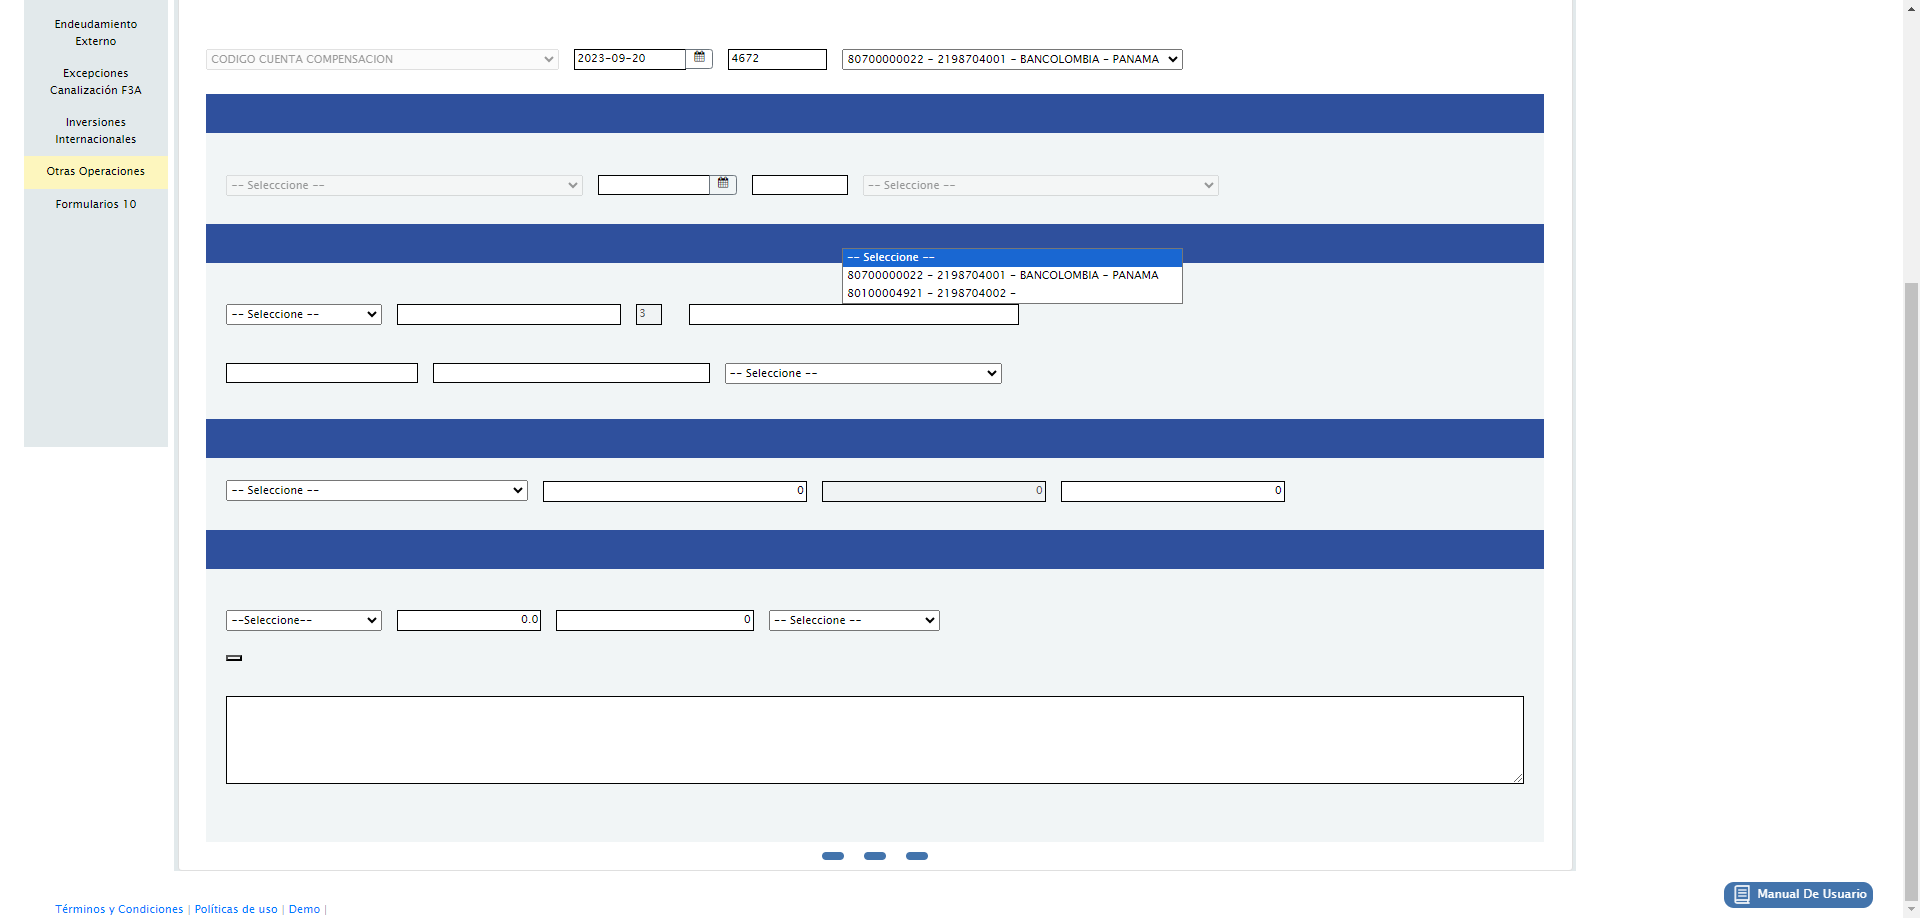 Endeudamiento
Externo
Excepciones
Canalización F3A
Inversiones
Internacionales
Otras Operaciones
Formularios 10
CODIGO CUENTA COMPENSACION
2023-09-20
4672
80700000022 - 2198704001 - BANCOLOMBIA - PANAMA
-- Selecccione --
-- Seleccione --
-- Seleccione --
80700000022 - 2198704001 - BANCOLOMBIA - PANAMA
80100004921 - 2198704002 -
-- Seleccione --
3
-- Seleccione --
-- Seleccione --
0
0
0
--Seleccione--
0.0
0
-- Seleccione --
Manual De Usuario
Términos y Condiciones | Políticas de uso | Demo |